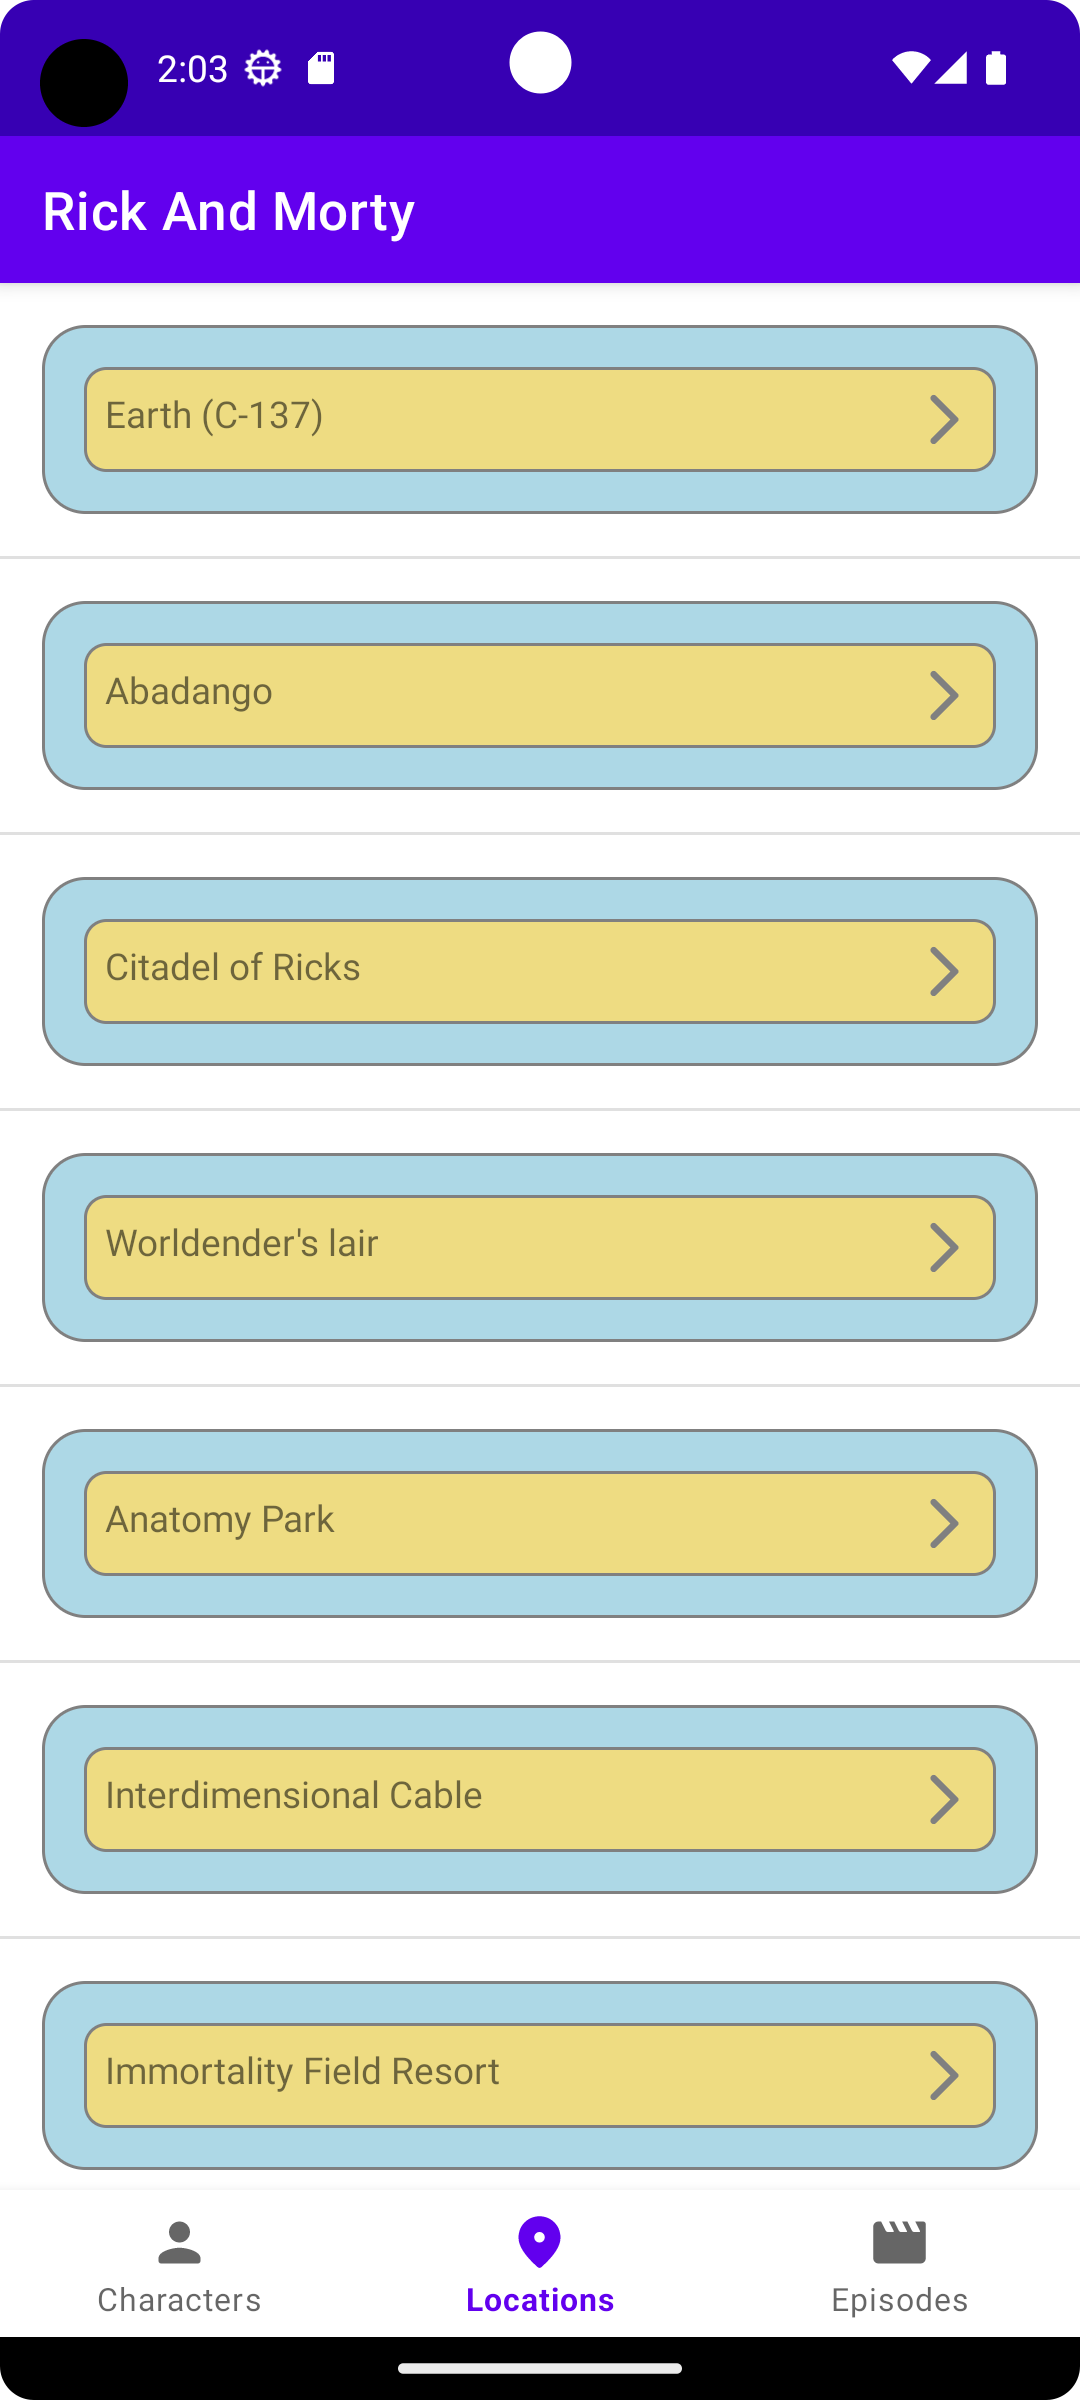 2:03
Rick And Morty
Earth (C-137)
Abadango
Citadel of Ricks
Worldender's lair
Anatomy Park
Interdimensional Cable
Immortality Field Resort
Characters
Locations
Episodes